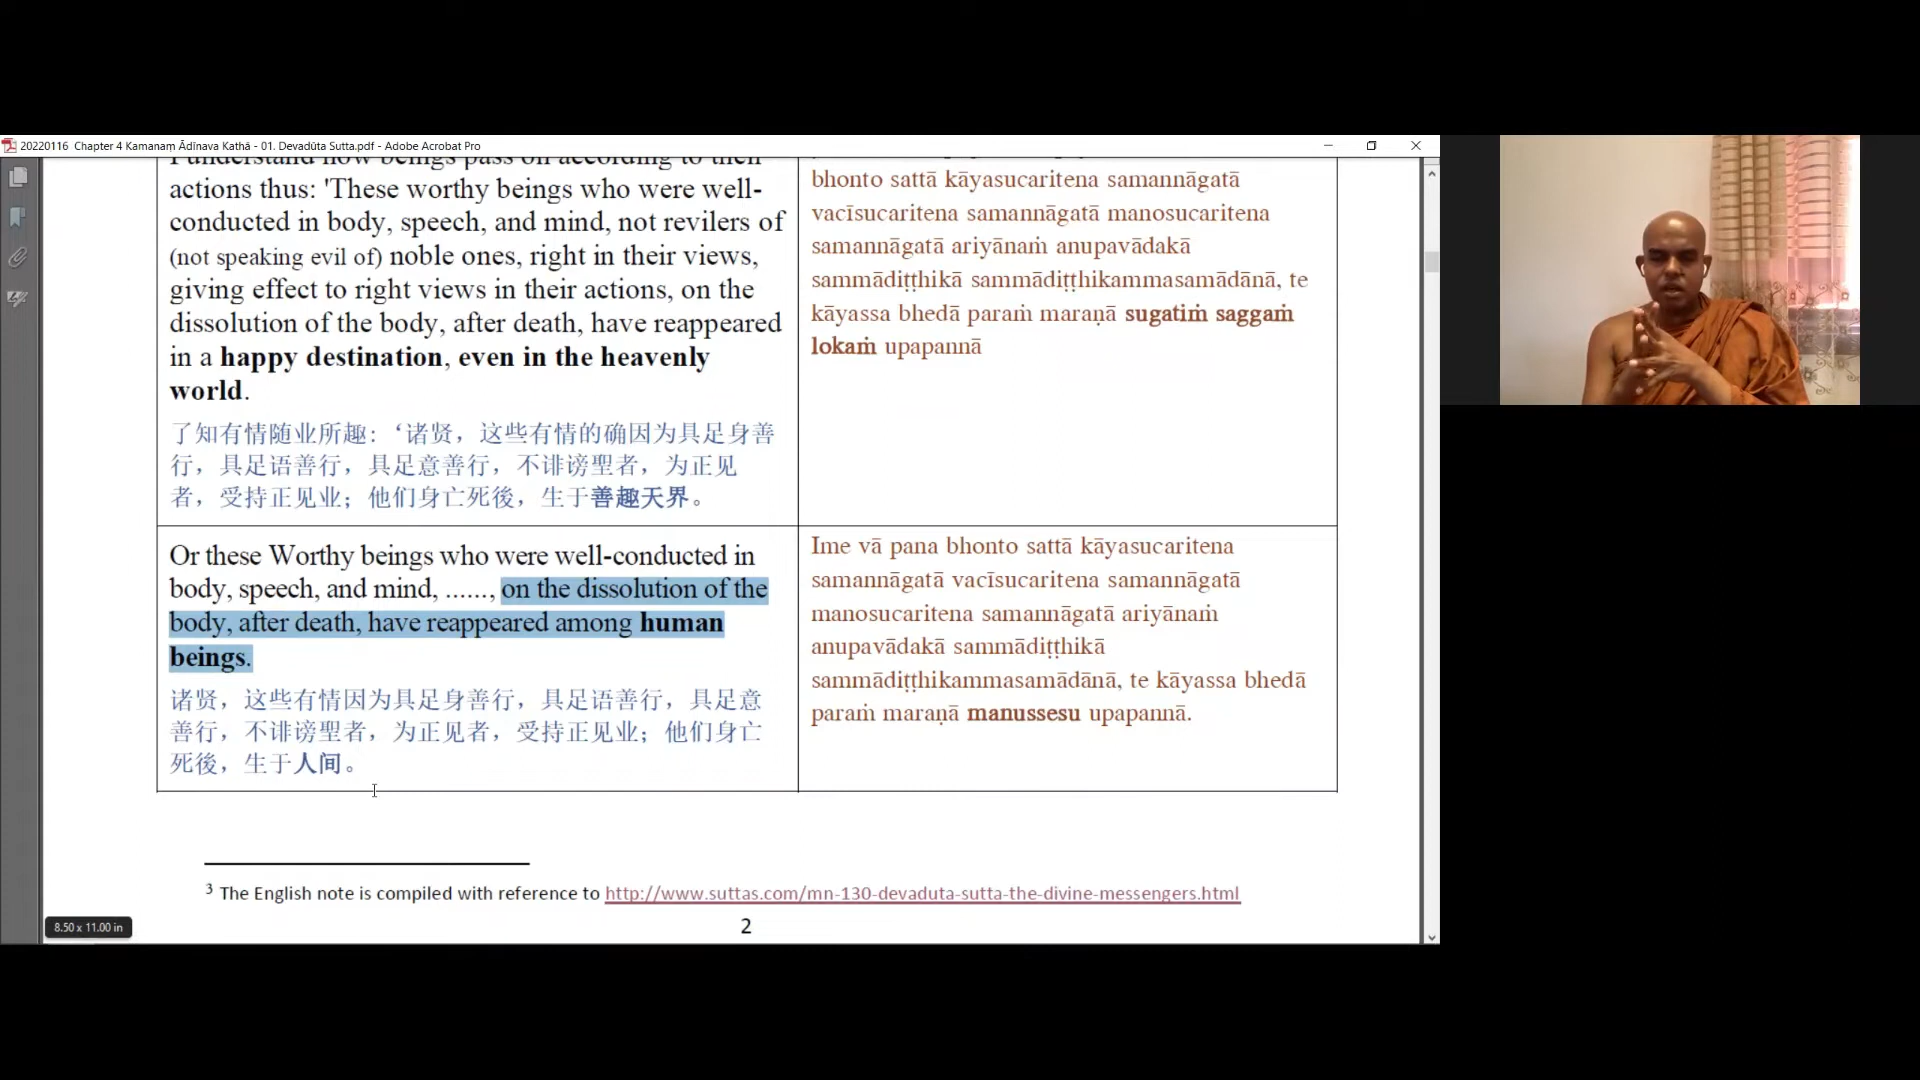 20220116 Chapter 4 Kamanaṃ Ādīnava Kathā - 01. Devadūta Sutta.pdf - Adobe Acrobat Pro
I understand how beings pass on according to their
actions thus: 'These worthy beings who were well-
conducted in body, speech, and mind, not revilers of
(not speaking evil of) noble ones, right in their views,
giving effect to right views in their actions, on the
dissolution of the body, after death, have reappeared
in a happy destination, even in the heavenly
world.
了知有情随业所趣:‘诸贤，这些有情的确因为具足身善
行，具足语善行，具足意善行，不诽谤聖者，为正见
者，受持正见业；他们身亡死後，生于善趣天界。
bhonto sattā kāyasucaritena samannāgatā
vacīsucaritena samannāgatā manosucaritena
samannāgatā ariyānaṁ anupavādakā
sammādiṭṭhikā sammādiṭṭhikammasamādānā, te
kāyassa bhedā paraṁ maraṇā sugatiṁ saggaṁ
lokaṁ upapannā
Or these Worthy beings who were well-conducted in
body, speech, and mind, ......, on the dissolution of the
body, after death, have reappeared among human
beings.
诸贤，这些有情因为具足身善行，具足语善行，具足意
善行，不诽谤聖者，为正见者，受持正见业；他们身亡
死後，生于人间。
Ime vā pana bhonto sattā kāyasucaritena
samannāgatā vacīsucaritena samannāgatā
manosucaritena samannāgatā ariyānaṁ
anupavādakā sammādiṭṭhikā
sammādiṭṭhikammasamādānā, te kāyassa bhedā
paraṁ maraṇā manussesu upapannā.
3 The English note is compiled with reference to http://www.suttas.com/mn-130-devaduta-sutta-the-divine-messengers.html
2
8.50 x 11.00 in